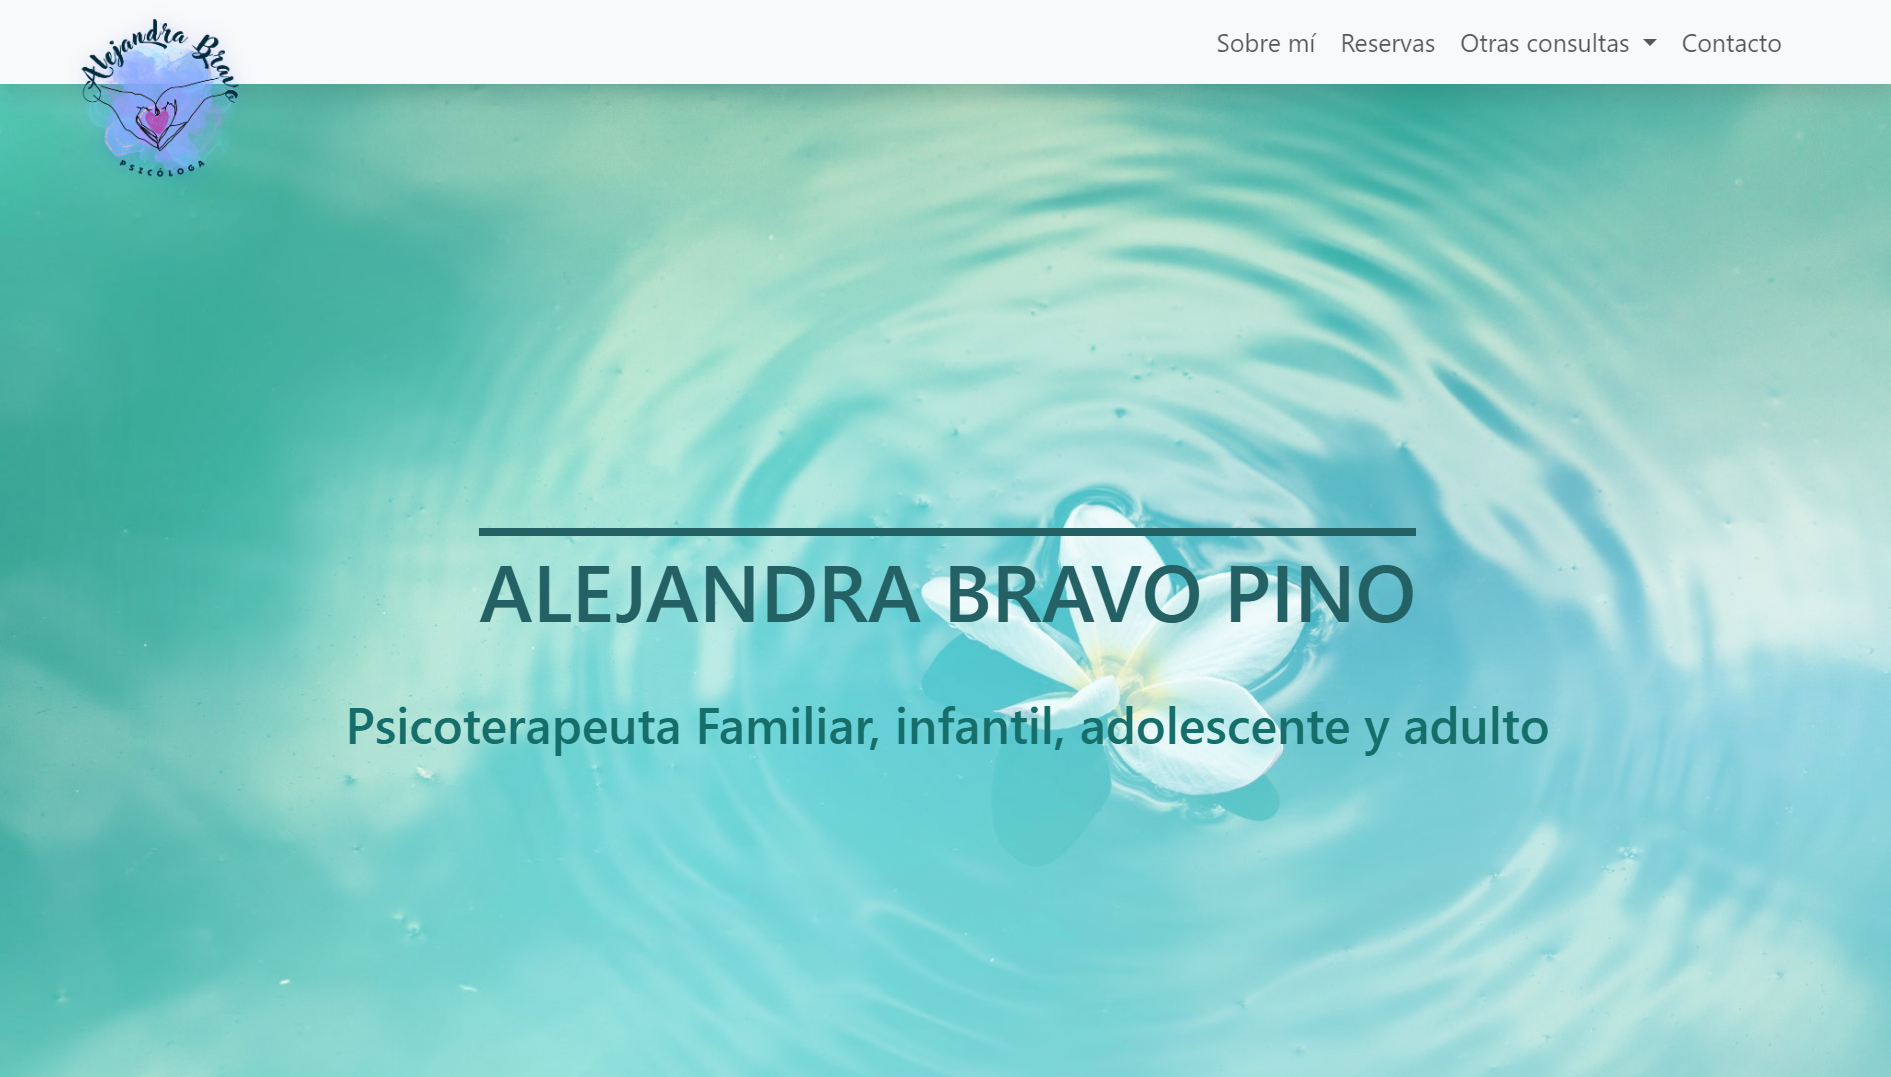 Alejandra Bravo
PSICÓLOGA
Sobre mí Reservas Otras consultas Contacto
ALEJANDRA BRAVO PINO
Psicoterapeuta Familiar, infantil, adolescente y adulto